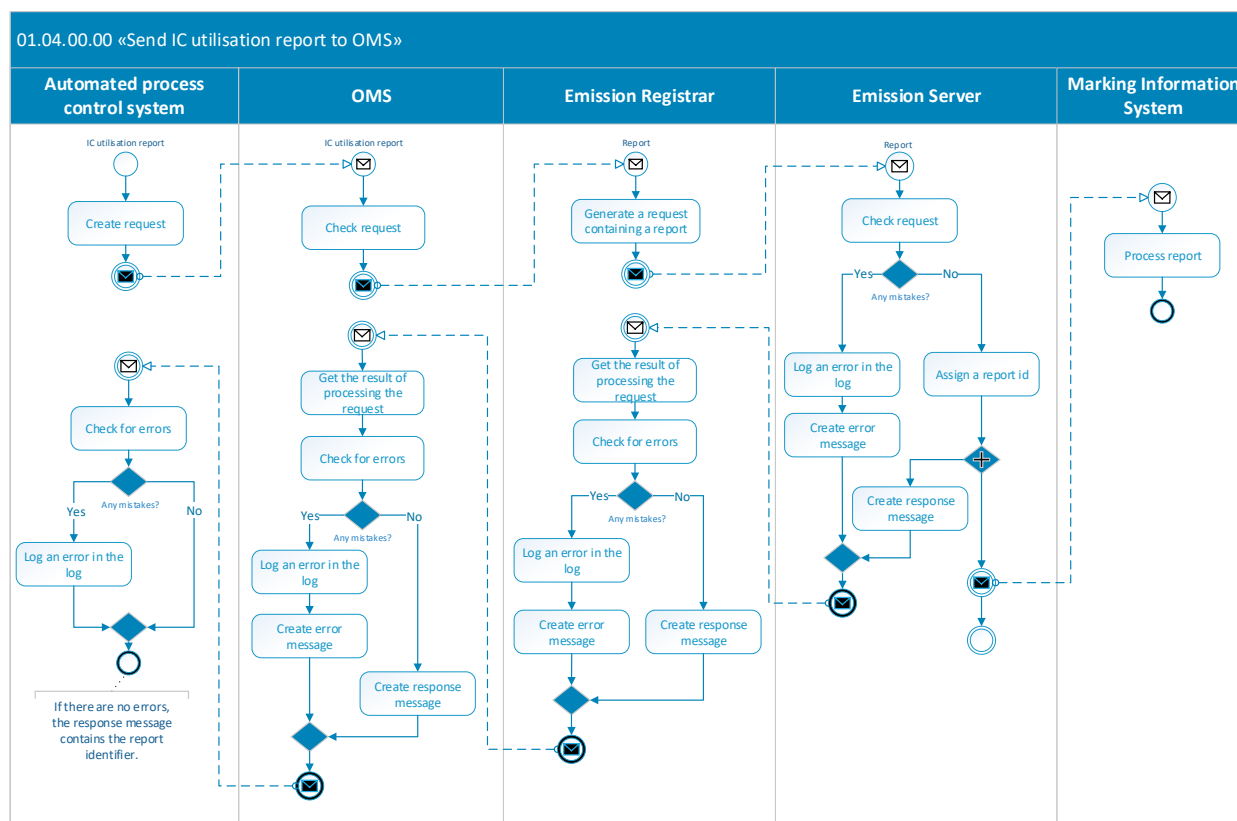 01.04.00.00 «Send IC utilisation report to OMS»
Automated process
control system
OMS
Emission Registrar
Emission Server
Marking Information
System
IC utilisation report
Create request
Check for errors
Any mistakes?
Yes
No
Log an error in the
log
If there are no errors,
the response message
contains the report
identifier.
IC utilisation report
Check request
Get the result of
processing the
request
Check for errors
Yes
No
Any mistakes?
Log an error in the
log
Create error
message
Create response
message
Report
Generate a request
containing a report
Get the result of
processing the
request
Check for errors
Yes
No
Any mistakes?
Log an error in the
log
Create error
message
Create response
message
Report
Check request
Yes
No
Any mistakes?
Log an error in the
log
Assign a report id
Create error
message
Create response
message
Process report